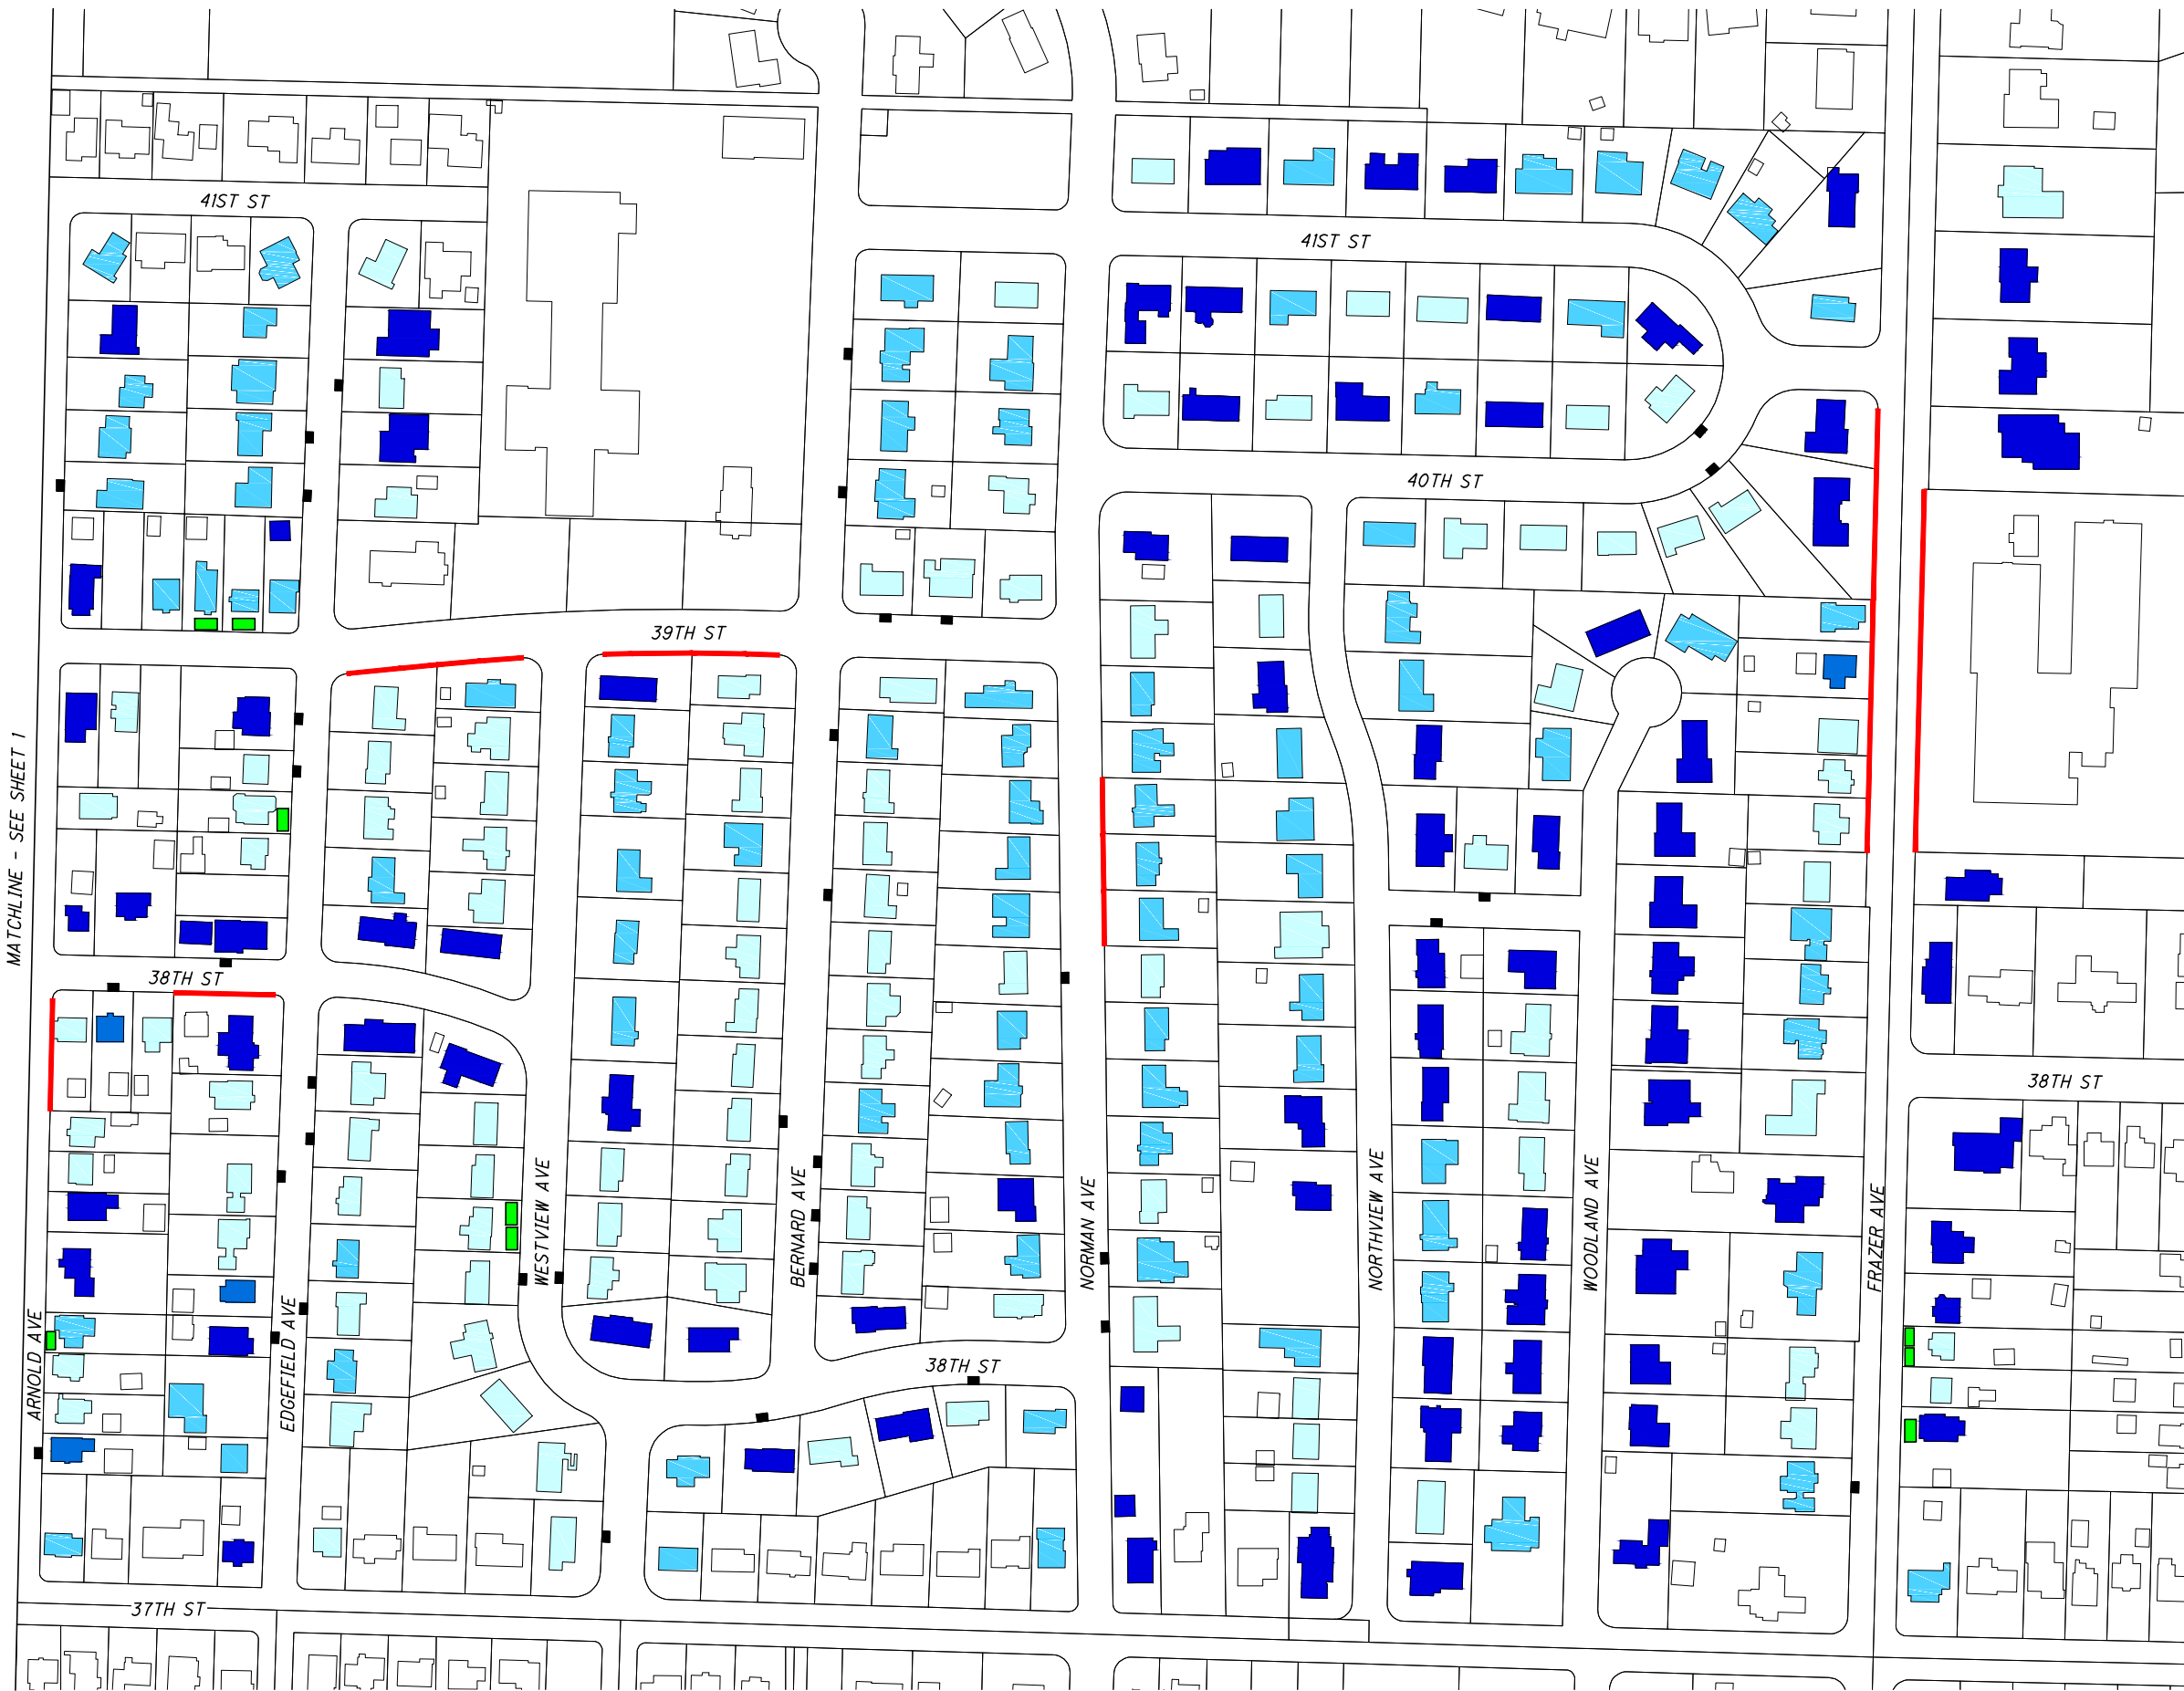 41ST ST
41ST ST
40TH ST
39TH ST
MATCHLINE - SEE SHEET 1
38TH ST
38TH ST
WESTVIEW AVE
BERNARD AVE
NORMAN AVE
NORTHVIEW AVE
WOODLAND AVE
FRAZER AVE
ARNOLD AVE
EDGEFIELD AVE
38TH ST
37TH ST